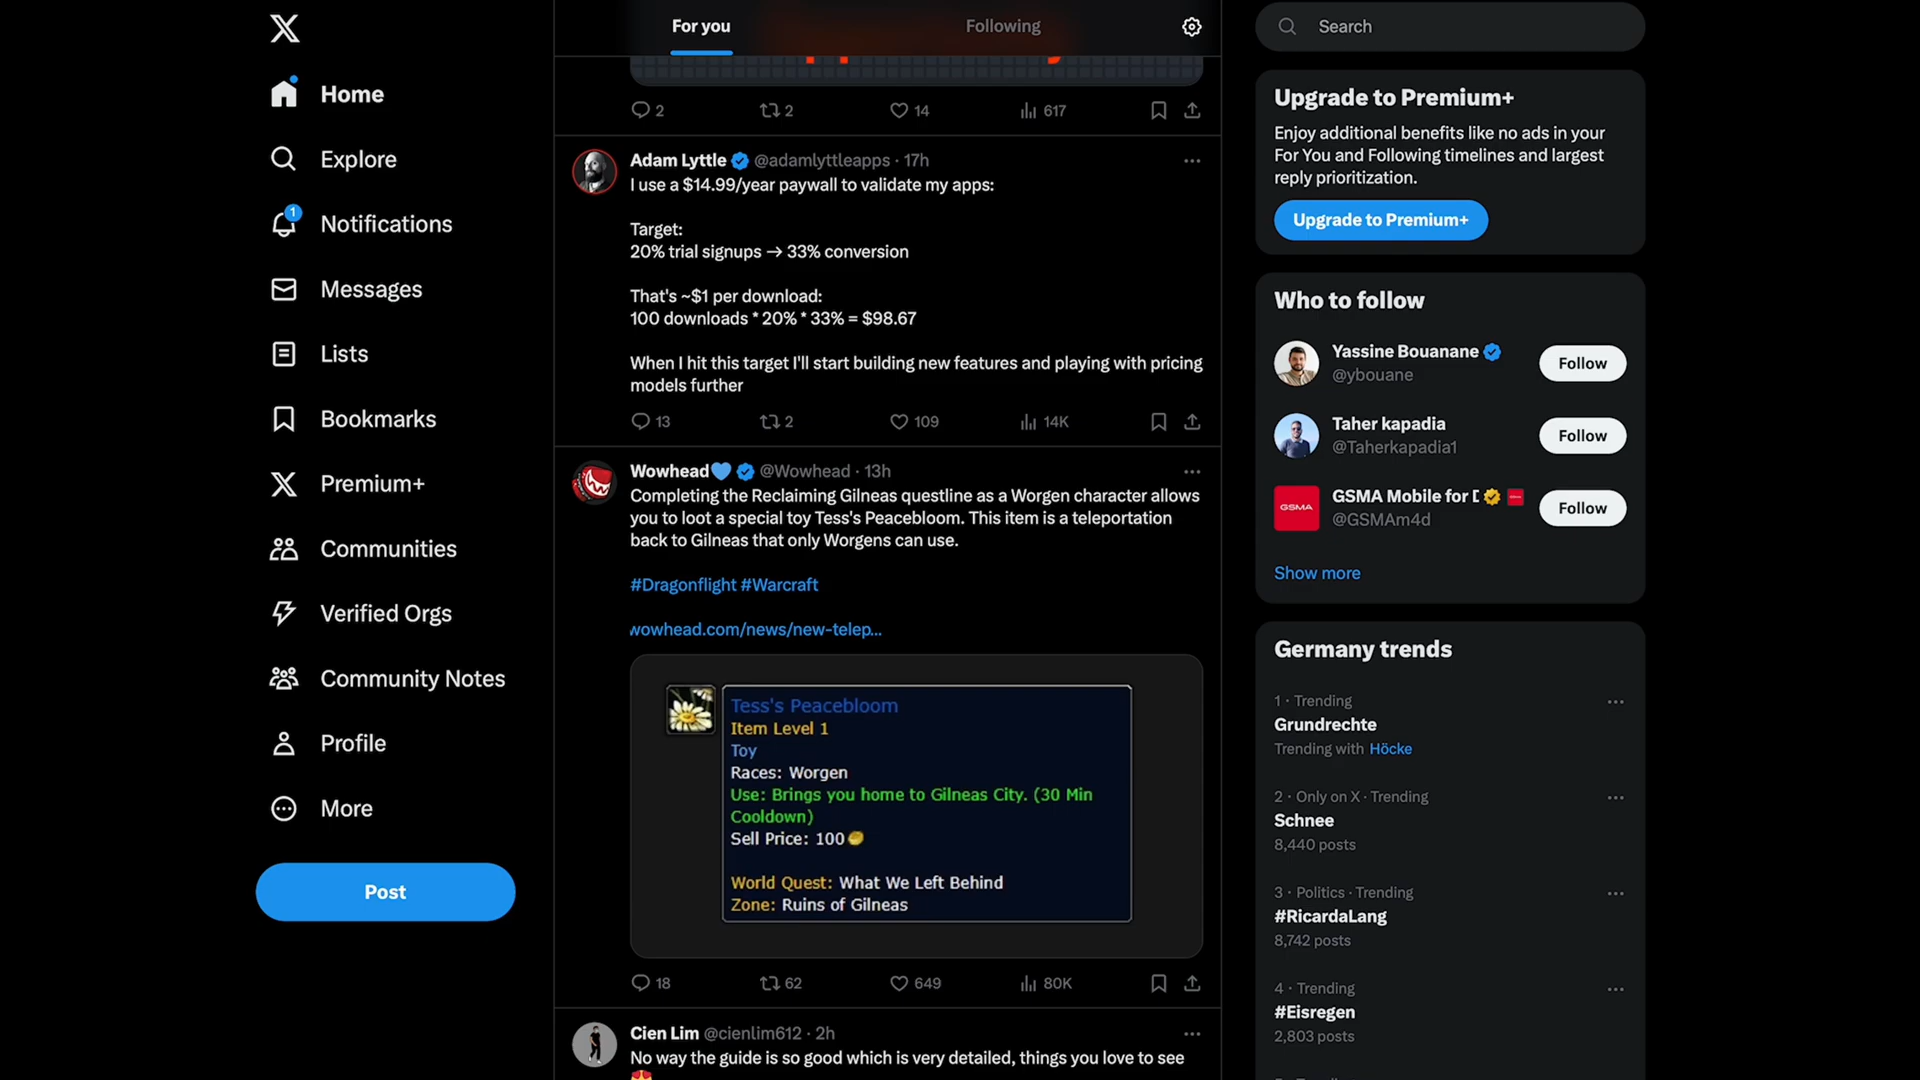 Home
Explore
1
Notifications
Messages
Lists
Bookmarks
Premium+
Communities
Verified Orgs
Community Notes
Profile
More
Post
For you
Following
2
2
14
617
Adam Lyttle @adamlyttleapps · 17h
I use a $14.99/year paywall to validate my apps:
Target:
20% trial signups → 33% conversion
That's ~$1 per download:
100 downloads * 20% * 33% = $98.67
When I hit this target I'll start building new features and playing with pricing
models further
13
2
109
14K
Wowhead💙 @Wowhead · 13h
Completing the Reclaiming Gilneas questline as a Worgen character allows
you to loot a special toy Tess's Peacebloom. This item is a teleportation
back to Gilneas that only Worgens can use.
#Dragonflight #Warcraft
wowhead.com/news/new-telep...
Tess's Peacebloom
Item Level 1
Toy
Races: Worgen
Use: Brings you home to Gilneas City. (30 Min
Cooldown)
Sell Price: 100
World Quest: What We Left Behind
Zone: Ruins of Gilneas
18
62
649
80K
Cien Lim @cienlim612 · 2h
No way the guide is so good which is very detailed, things you love to see
Search
Upgrade to Premium+
Enjoy additional benefits like no ads in your
For You and Following timelines and largest
reply prioritization.
Upgrade to Premium+
Who to follow
Yassine Bouanane
@ybouane
Follow
Taher kapadia
@Taherkapadia1
Follow
GSMA
GSMA Mobile for D
@GSMAm4d
Follow
Show more
Germany trends
1 · Trending
Grundrechte
Trending with Höcke
2 · Only on X · Trending
Schnee
8,440 posts
3 · Politics · Trending
#RicardaLang
8,742 posts
4 · Trending
#Eisregen
2,803 posts